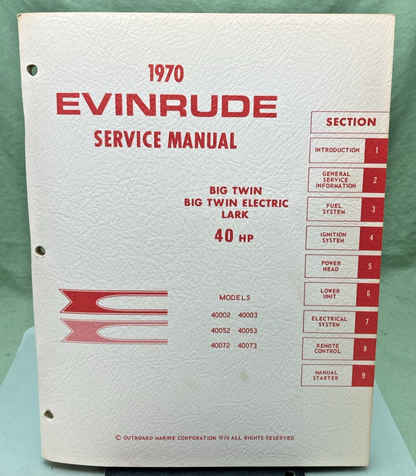 1970
EVINRUDE
SERVICE MANUAL
BIG TWIN
BIG TWIN ELECTRIC
LARK
40 HP
MODELS
40002 40003
40052 40053
40072 40073
SECTION
INTRODUCTION 1
GENERAL
SERVICE 2
INFORMATION
FUEL
SYSTEM 3
IGNITION
SYSTEM 4
POWER
HEAD 5
LOWER
UNIT 6
ELECTRICAL
SYSTEM 7
REMOTE
CONTROL 8
MANUAL
STARTER 9
© OUTBOARD MARINE CORPORATION 1970 ALL RIGHTS RESERVED